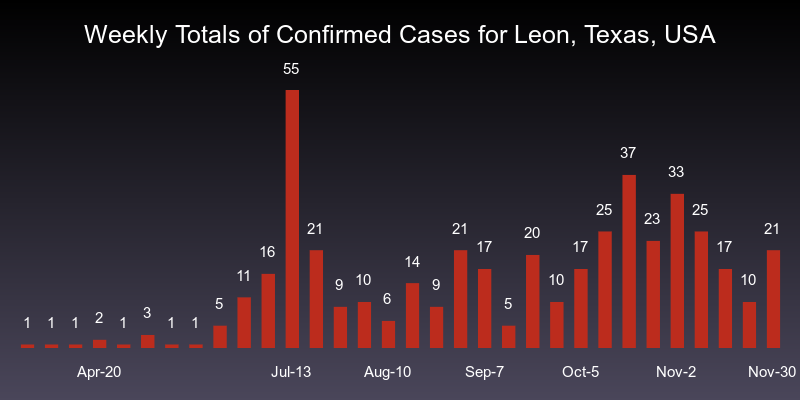 Weekly Totals of Confirmed Cases for Leon, Texas, USA
1 1 1 2 1 3 1 1 5 11 16 55 21 9 10 6 14 9 21 17 5 20 10 17 25 37 23 33 25 17 10 21
Apr-20 Jul-13 Aug-10 Sep-7 Oct-5 Nov-2 Nov-30